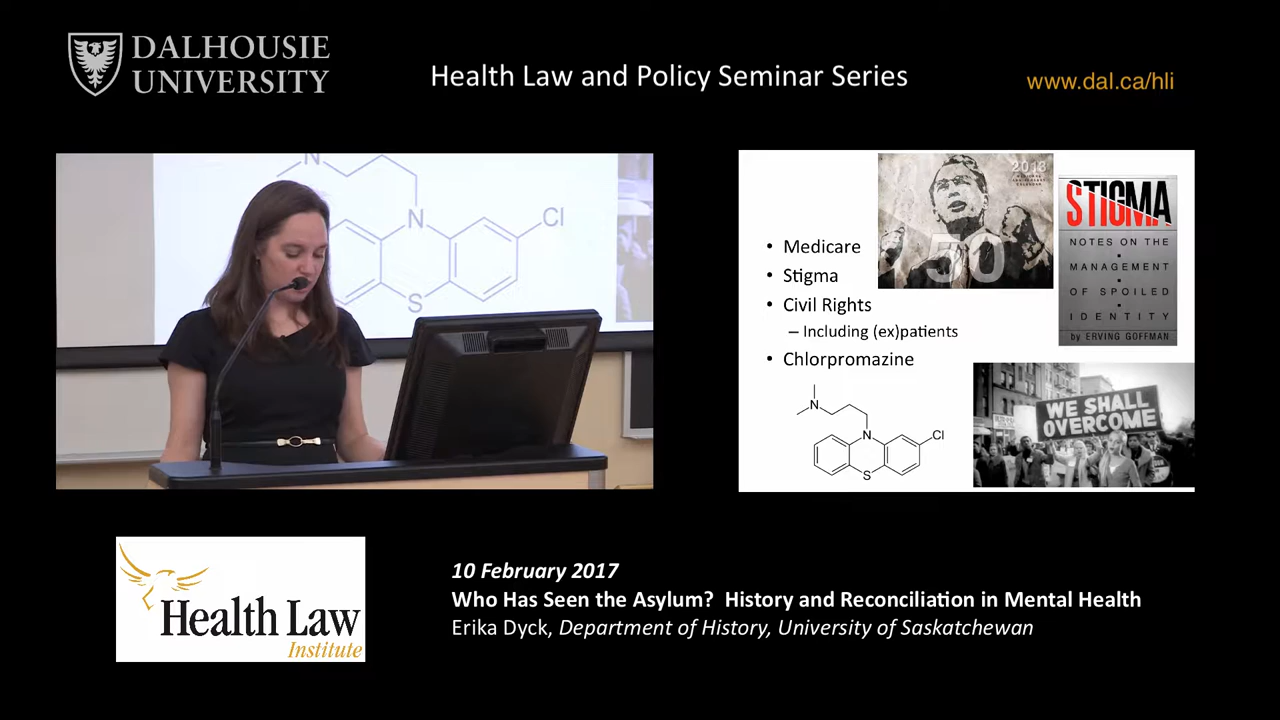 DALHOUSIE
UNIVERSITY
Health Law and Policy Seminar Series
www.dal.ca/hli
N
N
Cl
S
• Medicare
• Stigma
• Civil Rights
– Including (ex)patients
• Chlorpromazine
N
N
Cl
S
2013
50
STIGMA
NOTES ON THE
MANAGEMENT
OF SPOILED
IDENTITY
by ERVING GOFFMAN
WE SHALL
OVERCOME
Health Law
Institute
10 February 2017
Who Has Seen the Asylum? History and Reconciliation in Mental Health
Erika Dyck, Department of History, University of Saskatchewan